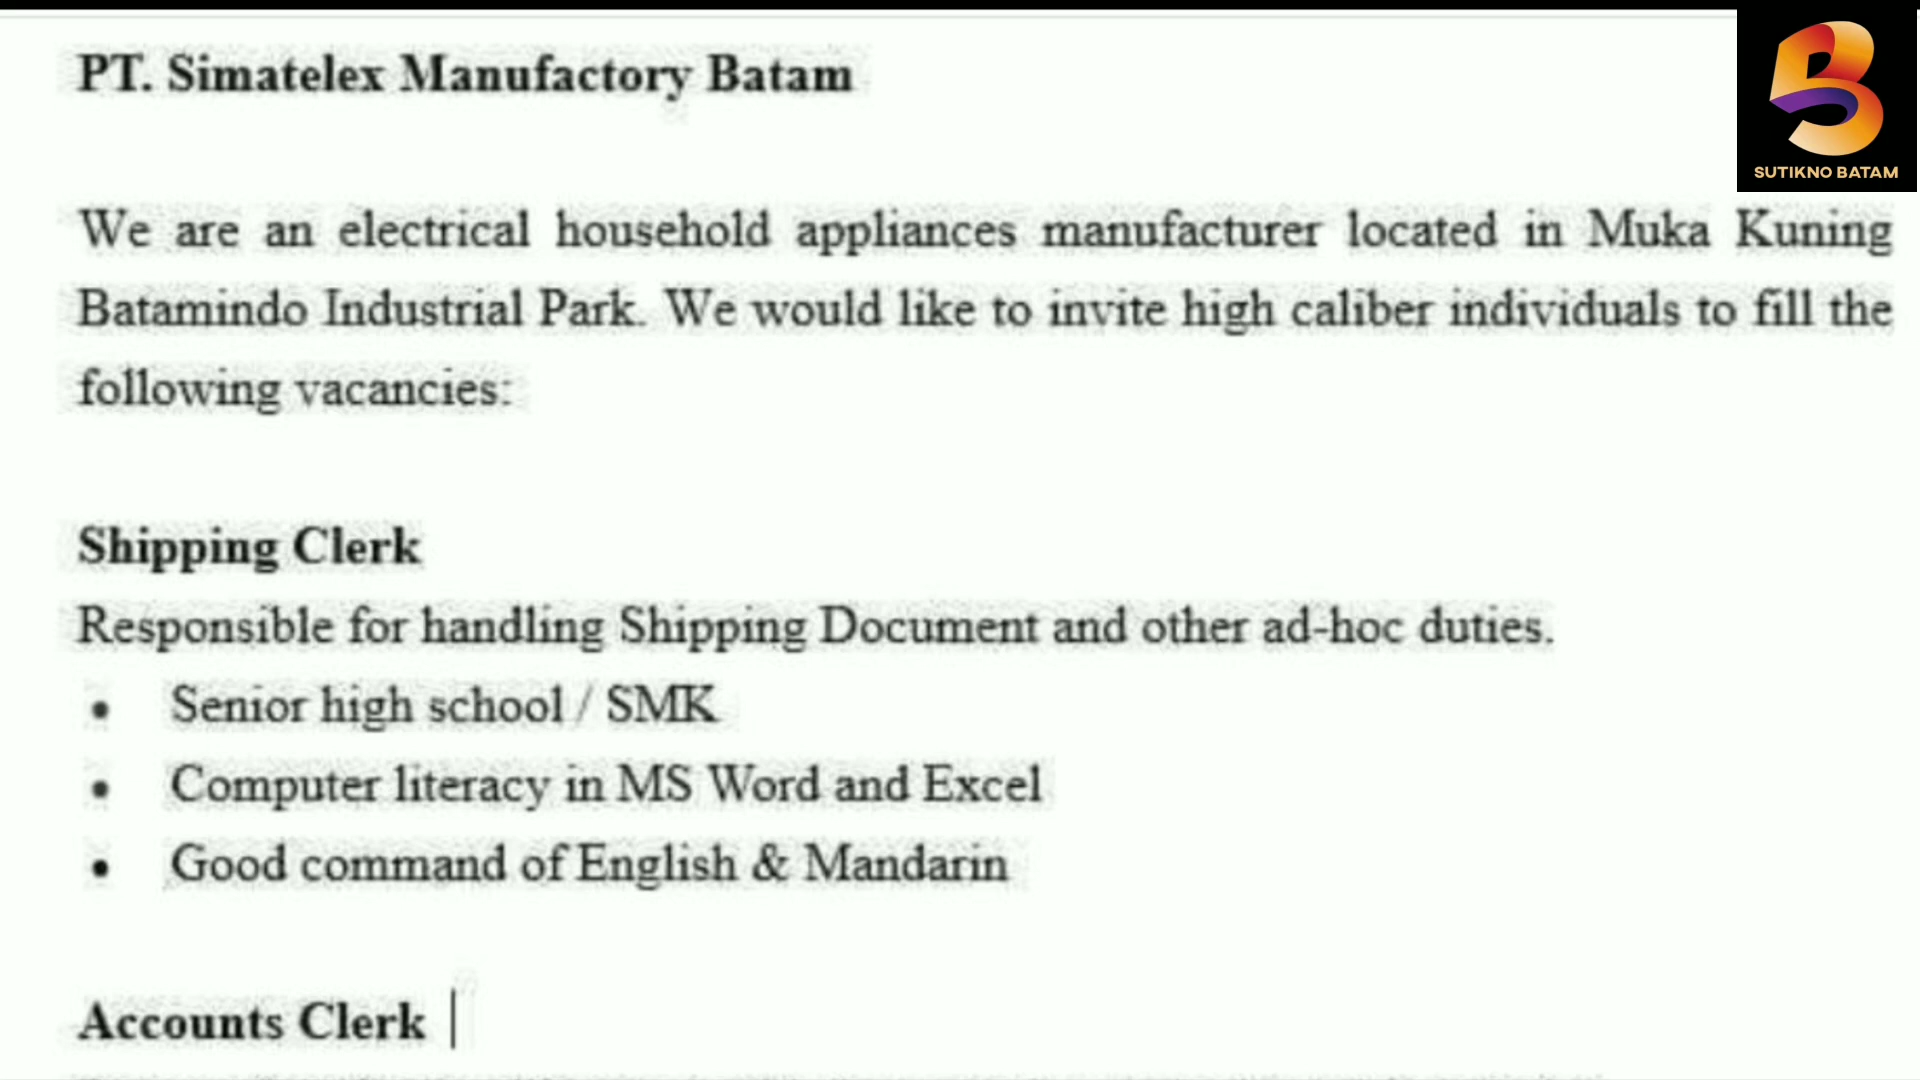 PT. Simatelex Manufactory Batam
SUTIKNO BATAM
We are an electrical household appliances manufacturer located in Muka Kuning
Batamindo Industrial Park. We would like to invite high caliber individuals to fill the
following vacancies:
Shipping Clerk
Responsible for handling Shipping Document and other ad-hoc duties.
• Senior high school / SMK
• Computer literacy in MS Word and Excel
• Good command of English & Mandarin
Accounts Clerk